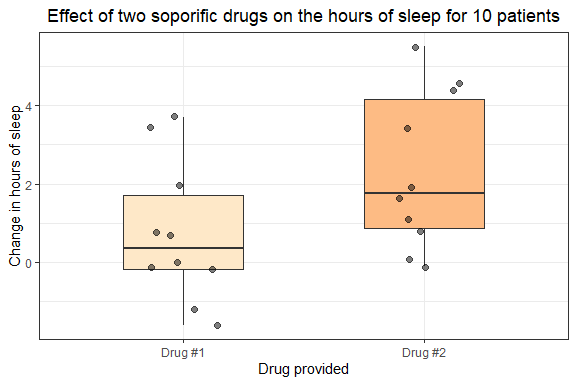 Effect of two soporific drugs on the hours of sleep for 10 patients
Change in hours of sleep
4
2
0
Drug #1
Drug #2
Drug provided